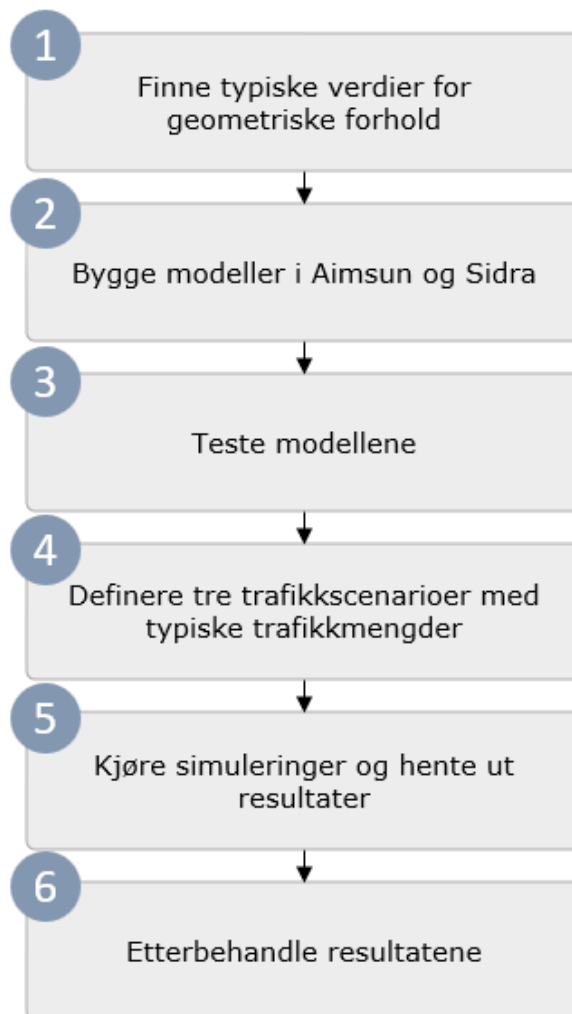 1
Finne typiske verdier for
geometriske forhold
2
Bygge modeller i Aimsun og Sidra
3
Teste modellene
4
Definere tre trafikkscenarioer med
typiske trafikkmengder
5
Kjøre simuleringer og hente ut
resultater
6
Etterbehandle resultatene